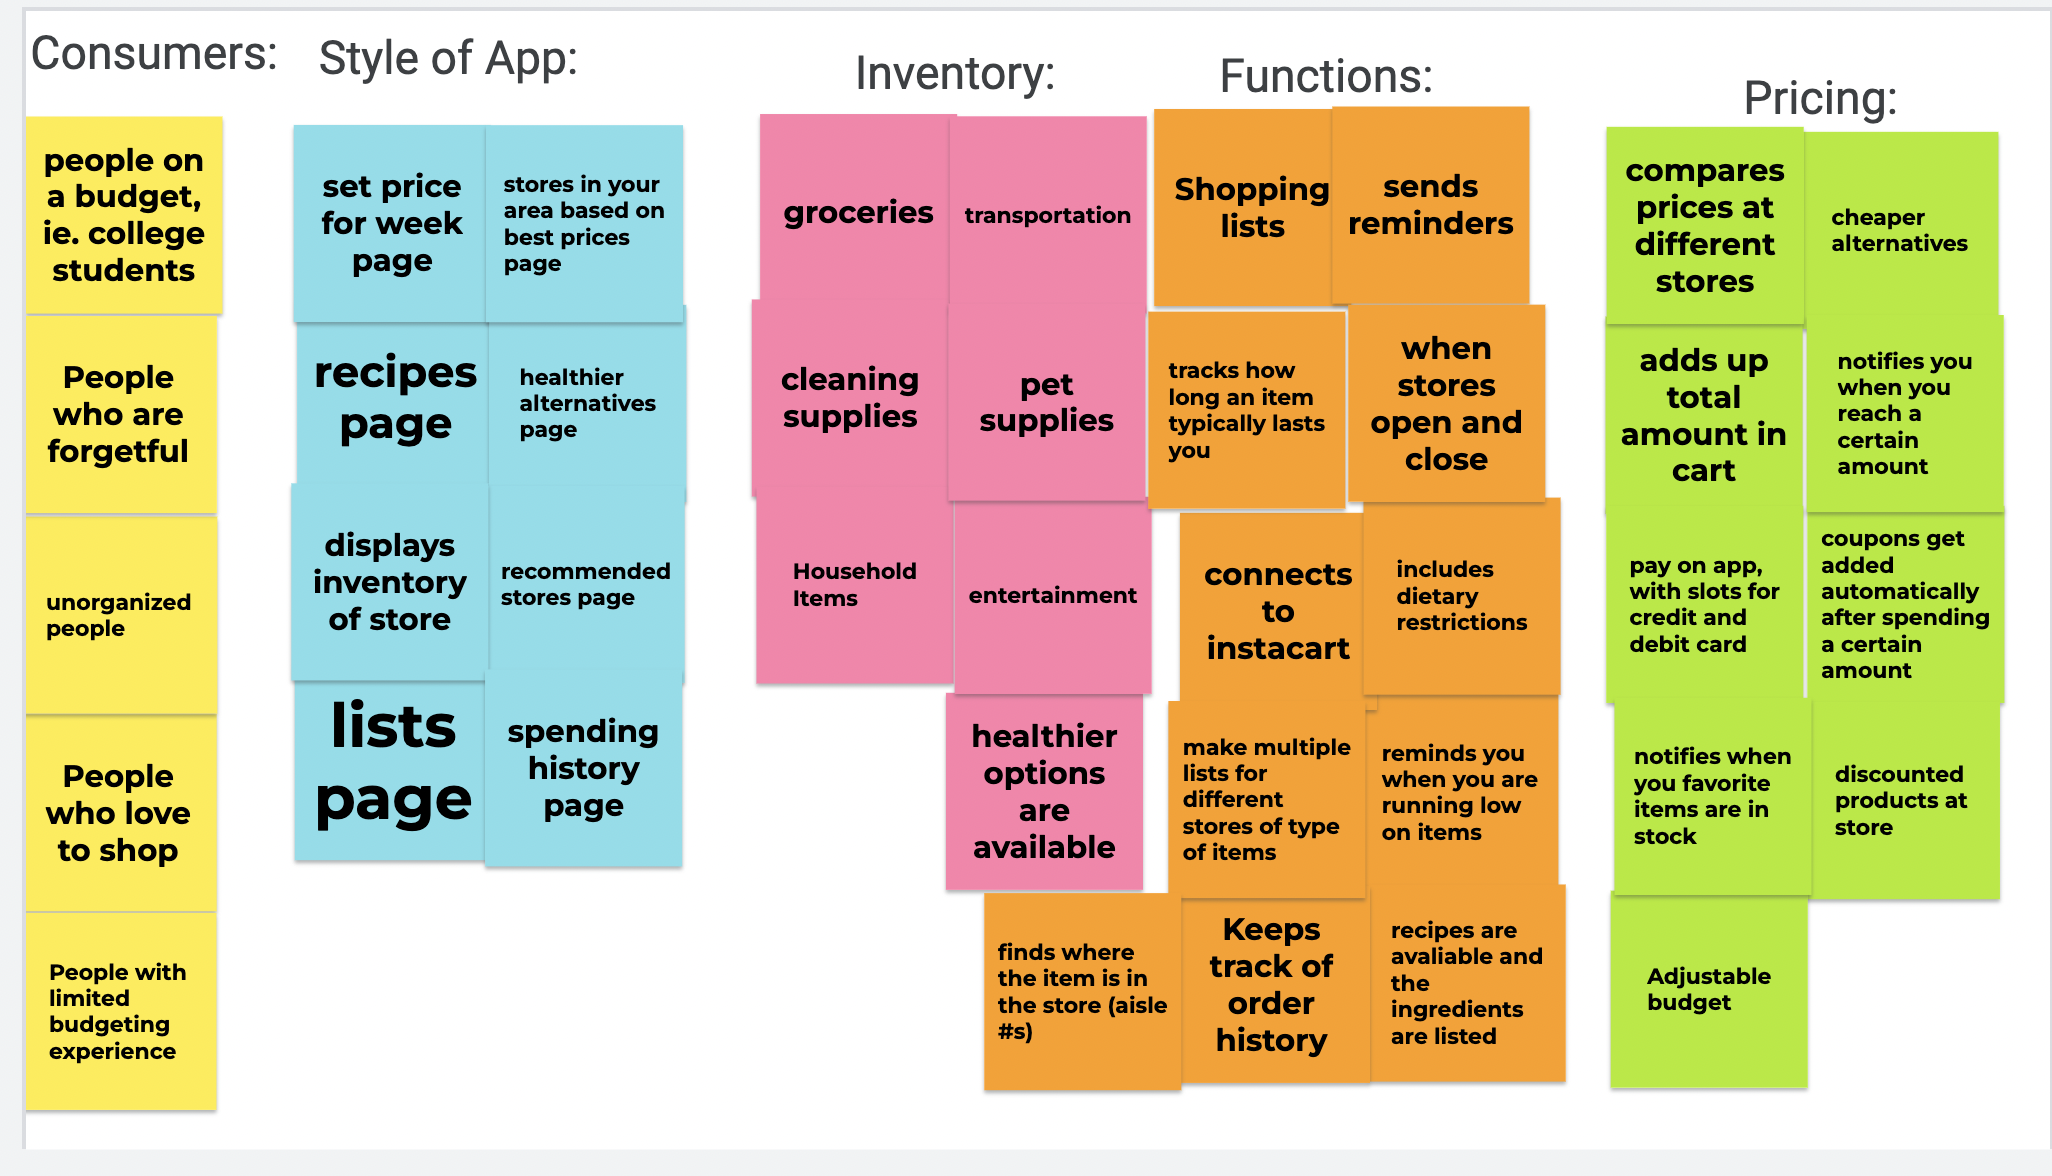 Consumers:
people on
a budget,
ie. college
students
People
who are
forgetful
unorganized
people
People
who love
to shop
People with
limited
budgeting
experience
Style of App:
set price
for week
page
stores in your
area based on
best prices
page
recipes
page
healthier
alternatives
page
displays
inventory
of store
recommended
stores page
lists
page
spending
history
page
Inventory:
groceries
transportation
cleaning
supplies
pet
supplies
Household
Items
entertainment
healthier
options
are
available
Functions:
Shopping
lists
sends
reminders
tracks how
long an item
typically lasts
you
when
stores
open and
close
connects
to
instacart
includes
dietary
restrictions
make multiple
lists for
different
stores of type
of items
reminds you
when you are
running low
on items
finds where
the item is in
the store (aisle
#s)
Keeps
track of
order
history
recipes are
avaliable and
the
ingredients
are listed
Pricing:
compares
prices at
different
stores
cheaper
alternatives
adds up
total
amount in
cart
notifies you
when you
reach a
certain
amount
pay on app,
with slots for
credit and
debit card
coupons get
added
automatically
after spending
a certain
amount
notifies when
you favorite
items are in
stock
discounted
products at
store
Adjustable
budget